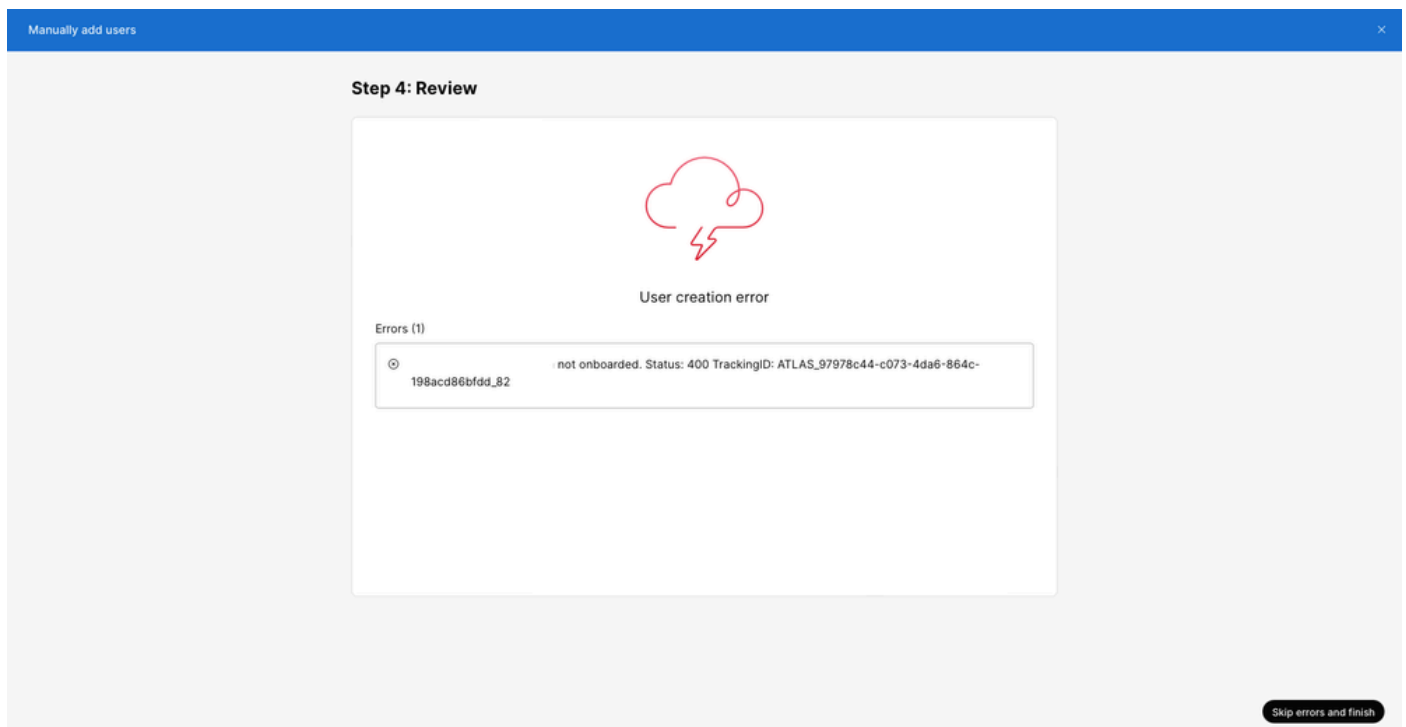 Manually add users
Step 4: Review
User creation error
Errors (1)
not onboarded. Status: 400 TrackingID: ATLAS_97978c44-c073-4da6-864c-
198acd86bfdd_82
Skip errors and finish